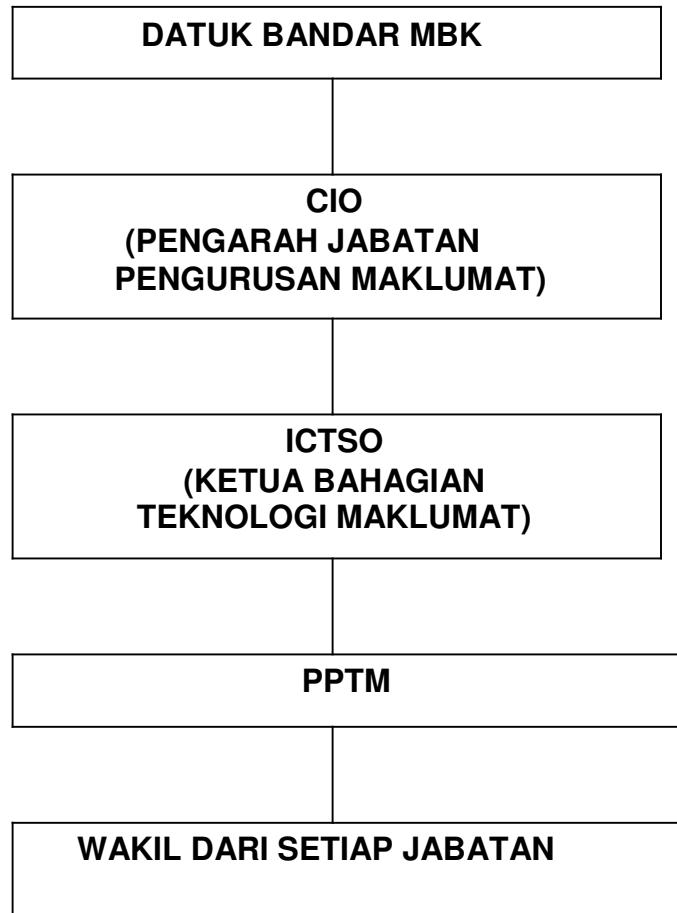 DATUK BANDAR MBK
CIO
(PENGARAH JABATAN
PENGURUSAN MAKLUMAT)
ICTSO
(KETUA BAHAGIAN
TEKNOLOGI MAKLUMAT)
PPTM
WAKIL DARI SETIAP JABATAN